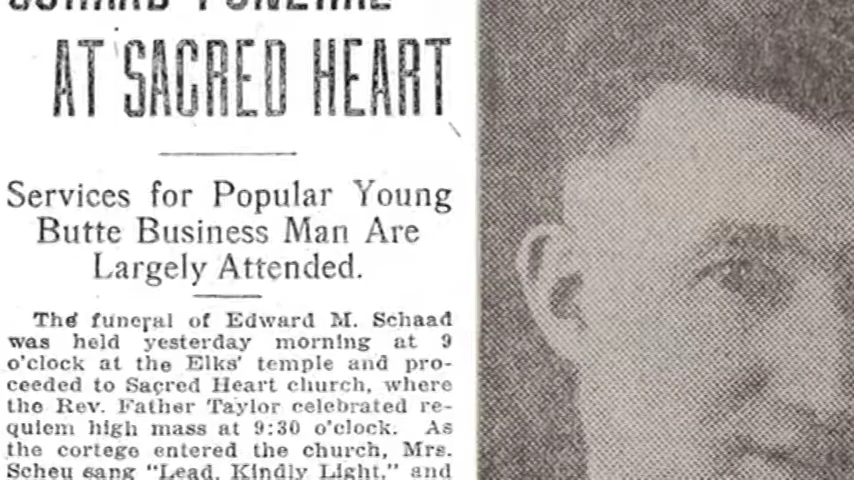 AT SACRED HEART
Services for Popular Young
Butte Business Man Are
Largely Attended.
The funeral of Edward M. Schaad
was held yesterday morning at 9
o'clock at the Elks' temple and pro-
ceeded to Sacred Heart church, where
the Rev. Father Taylor celebrated re-
quiem high mass at 9:30 o'clock. As
the cortege entered the church, Mrs.
Scheu sang "Lead, Kindly Light," and